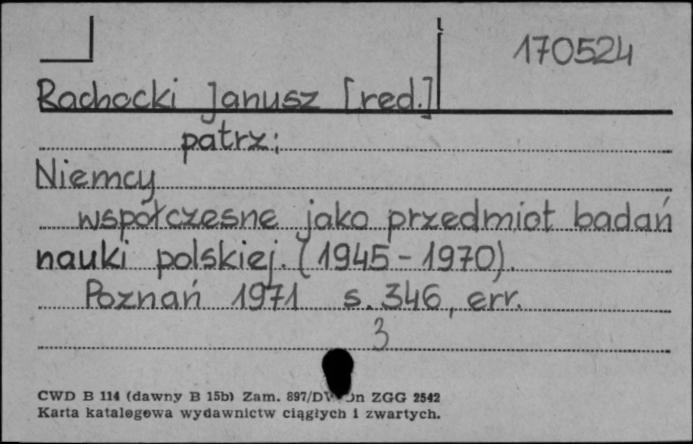 170524
Rachocki Janusz [red.]
patrz:
Niemcy
współczesne jako przedmiot badań
nauki polskiej. (1945-1970).
Poznań 1971 s. 346, err.
3
CWD B 114 (dawny B 15b) Zam. 897/DW ZGG 2542
Karta katalogowa wydawnictw ciągłych i zwartych.